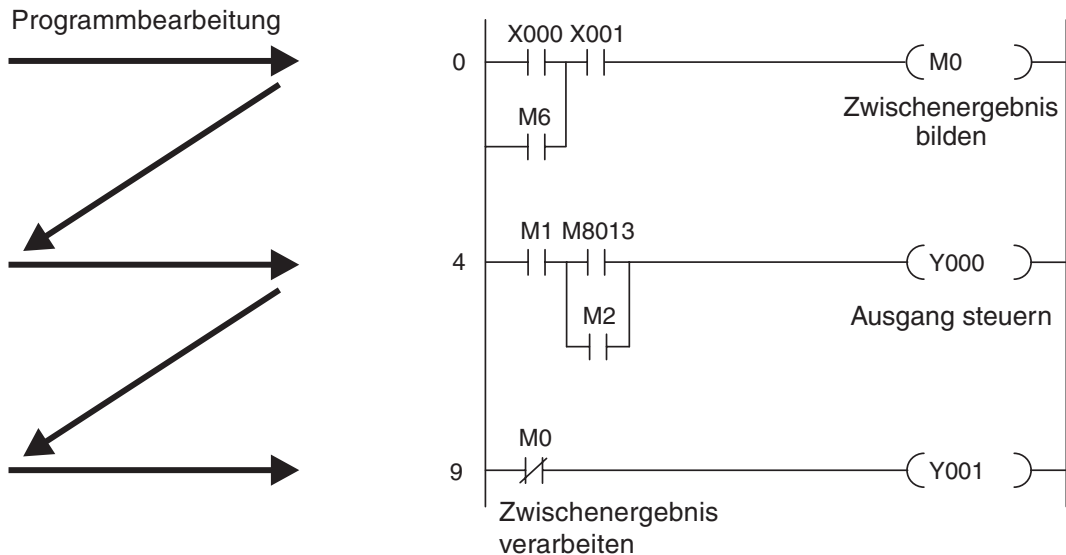 Programmbearbeitung
X000 X001
0
M0
M6
Zwischenergebnis
bilden
M1 M8013
4
Y000
M2
Ausgang steuern
M0
9
Y001
Zwischenergebnis
verarbeiten